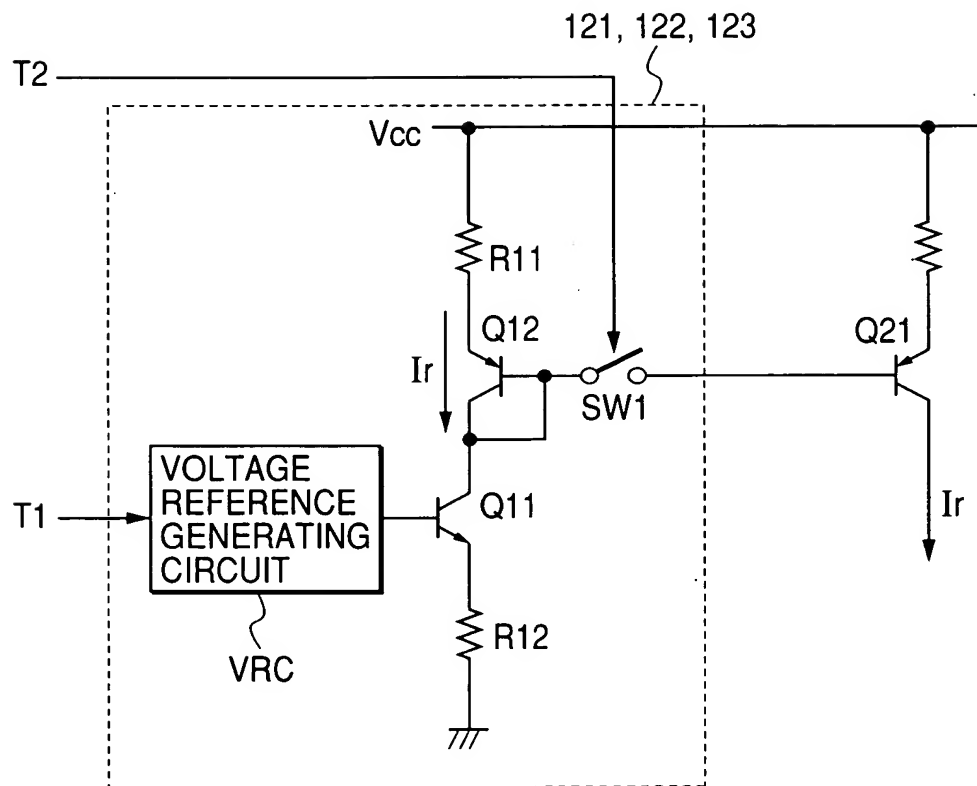 121, 122, 123
T2
Vcc
R11
Q12
Q21
Ir
SW1
VOLTAGE
REFERENCE
GENERATING
CIRCUIT
Q11
T1
Ir
R12
VRC